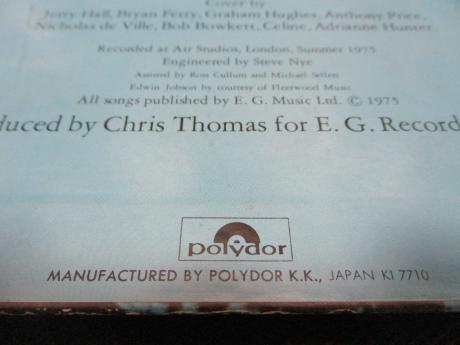 Cover by
Jerry Hall, Bryan Ferry, Graham Hughes, Anthony Price,
Nicholas de Ville, Bob Bowkett, Celine, Adrianne Hunter.
Recorded at Air Studios, London, Summer 1975
Engineered by Steve Nye
Assisted by Ross Cullum and Michael Sellers
Edwin Jobson by courtesy of Fleetwood Music
All songs published by E. G. Music Ltd. © 1975
duced by Chris Thomas for E. G. Record
polydor
MANUFACTURED BY POLYDOR K.K., JAPAN KI 7710